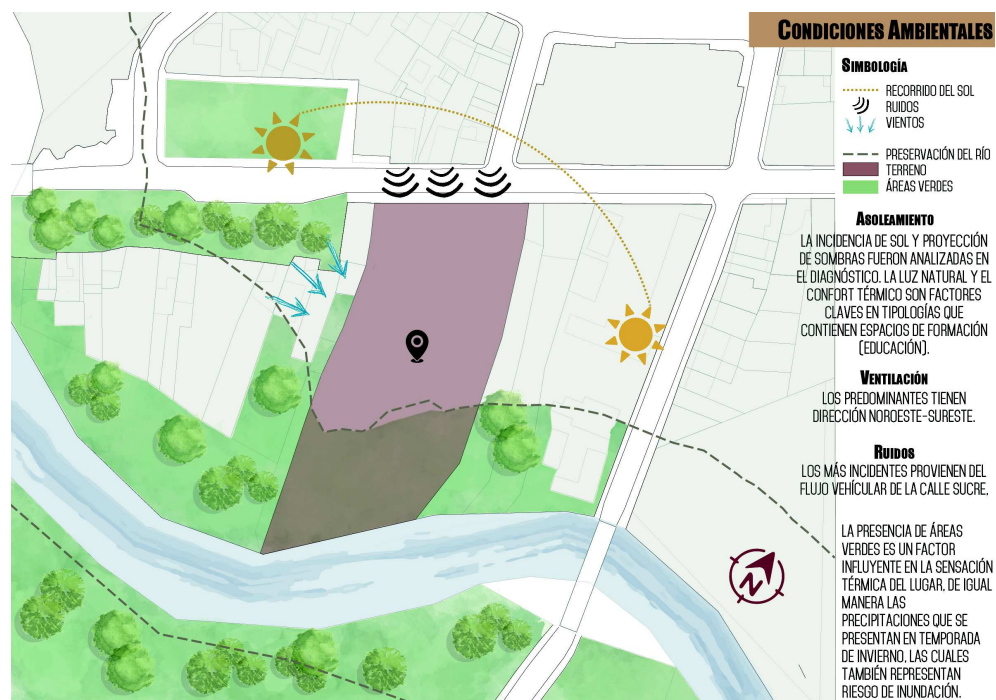 CONDICIONES AMBIENTALES
SIMBOLOGÍA
RECORRIDO DEL SOL
RUIDOS
VIENTOS
PRESERVACIÓN DEL RÍO
TERRENO
ÁREAS VERDES
ASOLEAMIENTO
LA INCIDENCIA DE SOL Y PROYECCIÓN
DE SOMBRAS FUERON ANALIZADAS EN
EL DIAGNÓSTICO. LA LUZ NATURAL Y EL
CONFORT TÉRMICO SON FACTORES
CLAVES EN TIPOLOGÍAS QUE
CONTIENEN ESPACIOS DE FORMACIÓN
(EDUCACIÓN).
VENTILACIÓN
LOS PREDOMINANTES TIENEN
DIRECCIÓN NOROESTE-SURESTE.
RUIDOS
LOS MÁS INCIDENTES PROVIENEN DEL
FLUJO VEHÍCULAR DE LA CALLE SUCRE.
LA PRESENCIA DE ÁREAS
VERDES ES UN FACTOR
INFLUYENTE EN LA SENSACIÓN
TÉRMICA DEL LUGAR, DE IGUAL
MANERA LAS
PRECIPITACIONES QUE SE
PRESENTAN EN TEMPORADA
DE INVIERNO, LAS CUALES
TAMBIÉN REPRESENTAN
RIESGO DE INUNDACIÓN.
N